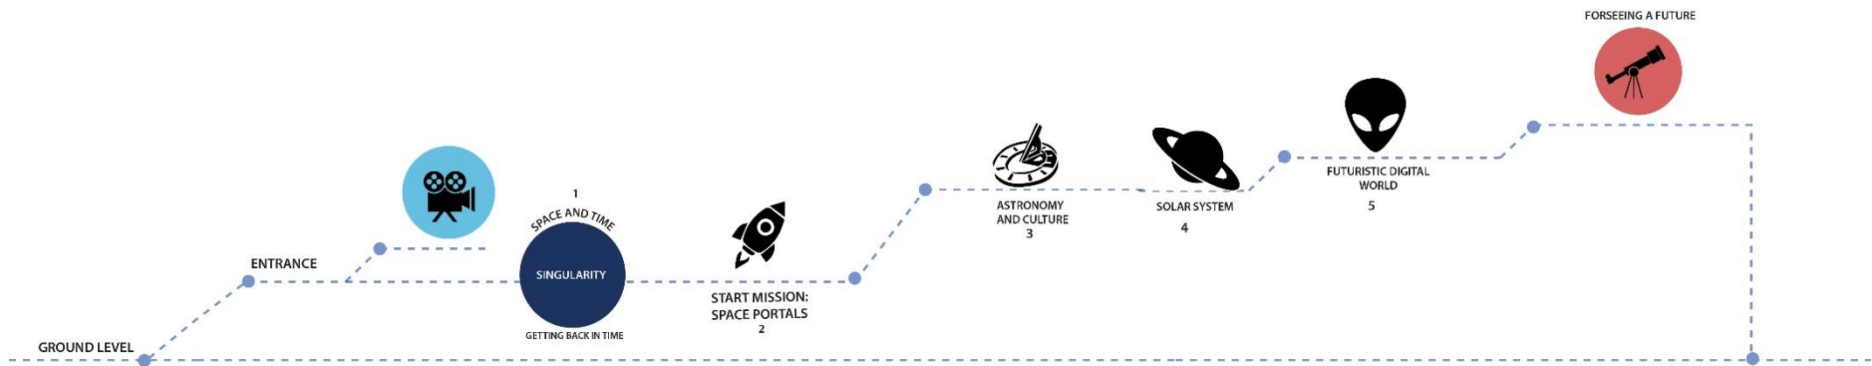 GROUND LEVEL
ENTRANCE
1
SPACE AND TIME
SINGULARITY
GETTING BACK IN TIME
START MISSION:
SPACE PORTALS
2
ASTRONOMY
AND CULTURE
3
SOLAR SYSTEM
4
FUTURISTIC DIGITAL
WORLD
5
FORSEEING A FUTURE